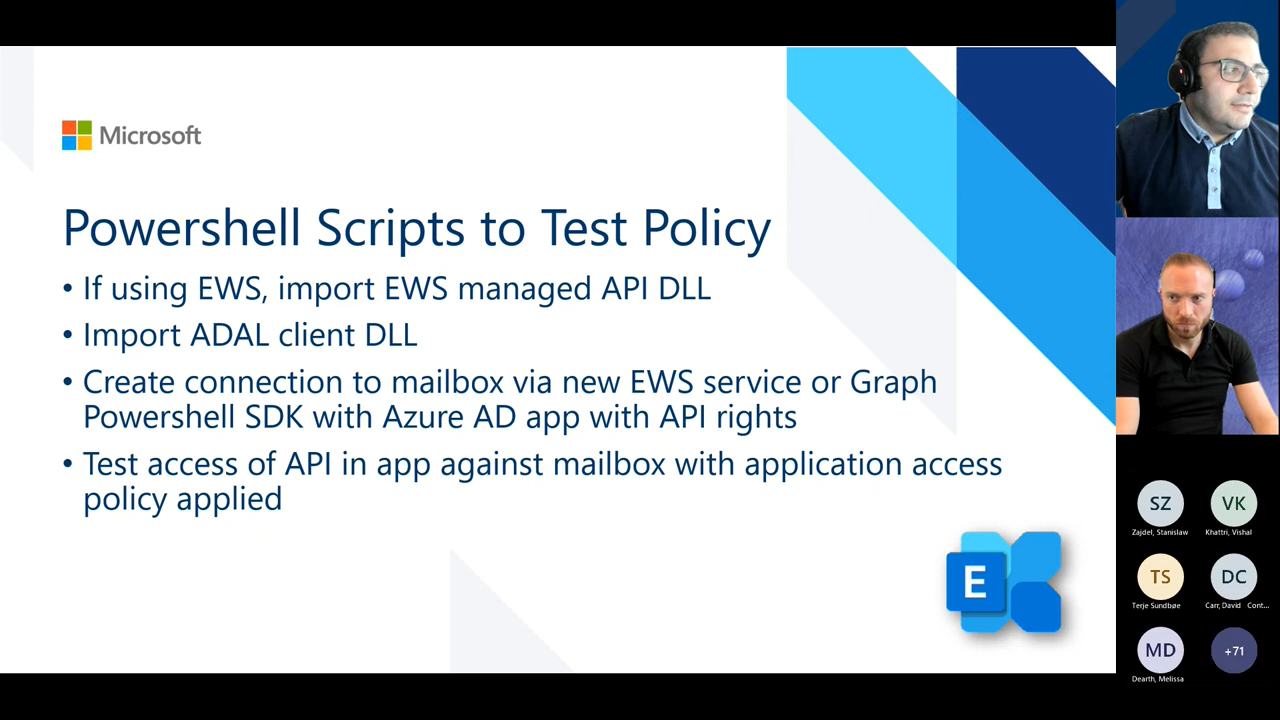 Microsoft
Powershell Scripts to Test Policy
• If using EWS, import EWS managed API DLL
• Import ADAL client DLL
• Create connection to mailbox via new EWS service or Graph
Powershell SDK with Azure AD app with API rights
• Test access of API in app against mailbox with application access
policy applied
E
SZ
VK
Zajdel, Stanislaw
Khattri, Vishal
TS
DC
Terje Sundbøe
Carr, David Cont...
MD
+71
Dearth, Melissa